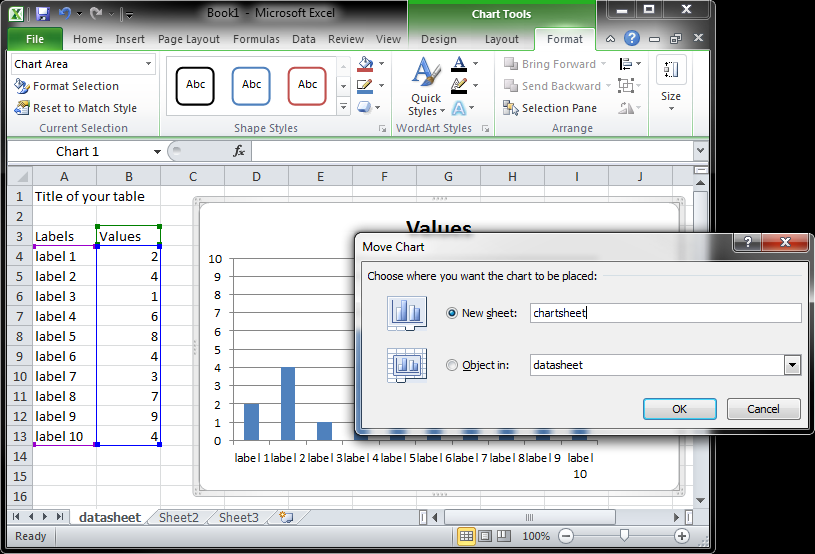 Book1 - Microsoft Excel
Chart Tools
File Home Insert Page Layout Formulas Data Review View Design Layout Format
Chart Area
Format Selection
Reset to Match Style
Current Selection
Abc Abc Abc
Shape Styles
Quick
Styles
WordArt Styles
Bring Forward
Send Backward
Selection Pane
Arrange
Size
Chart 1
fx
A B C D E F G H I J
1 Title of your table
2
3 Labels Values
4 label 1 2
5 label 2 4
6 label 3 1
7 label 4 6
8 label 5 8
9 label 6 4
10 label 7 3
11 label 8 7
12 label 9 9
13 label 10 4
14
15
16
Values
10
9
8
7
6
5
4
3
2
1
0
label 1 label 2 label 3 label 4 label 5 label 6 label 7 label 8 label 9 label
10
Move Chart
Choose where you want the chart to be placed:
New sheet: chartsheet
Object in: datasheet
OK Cancel
datasheet Sheet2 Sheet3
Ready
100%